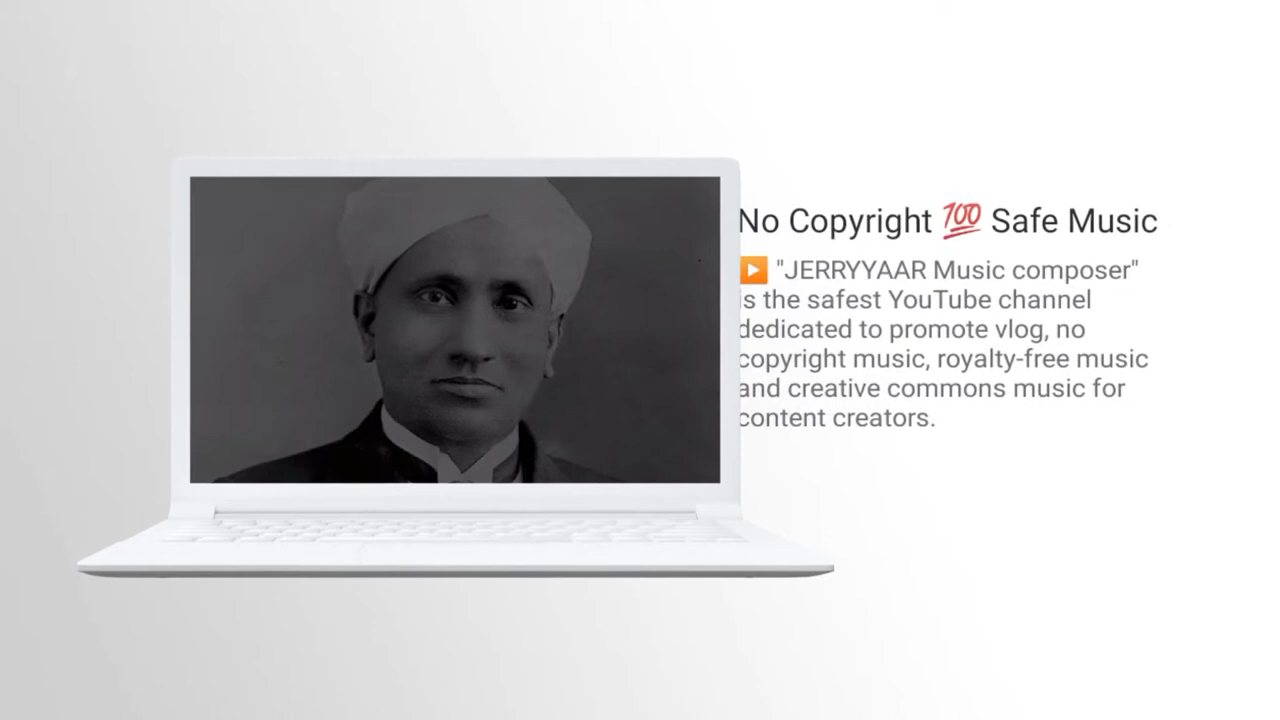 No Copyright 💯 Safe Music
▶️ "JERRYYAAR Music composer"
is the safest YouTube channel
dedicated to promote vlog, no
copyright music, royalty-free music
and creative commons music for
content creators.